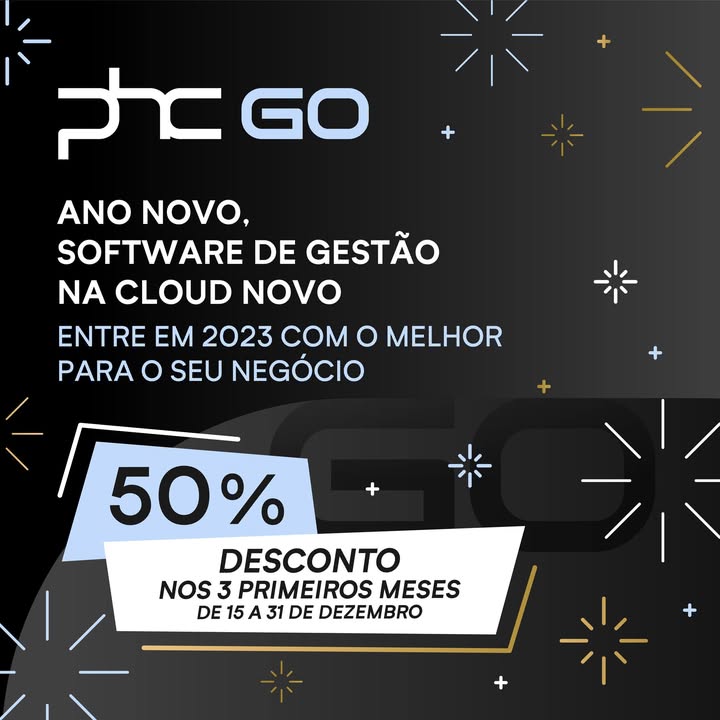 phc GO
ANO NOVO,
SOFTWARE DE GESTÃO
NA CLOUD NOVO
ENTRE EM 2023 COM O MELHOR
PARA O SEU NEGÓCIO
GO
50%
DESCONTO
NOS 3 PRIMEIROS MESES
DE 15 A 31 DE DEZEMBRO